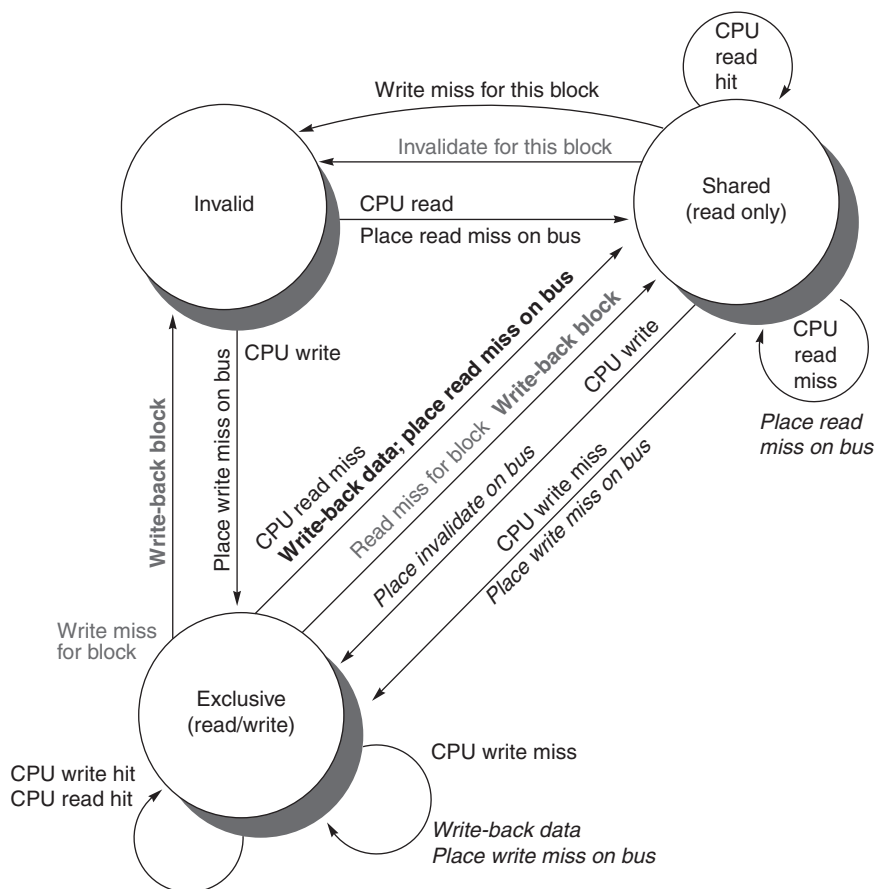 CPU
read
hit
Write miss for this block
Invalidate for this block
Invalid
Shared
(read only)
CPU read
Place read miss on bus
CPU write
Place write miss on bus
Write-back block
Write miss
for block
CPU read miss
Write-back data; place read miss on bus
Read miss for block Write-back block
CPU write
Place invalidate on bus
CPU write miss
Place write miss on bus
CPU
read
miss
Place read
miss on bus
Exclusive
(read/write)
CPU write hit
CPU read hit
CPU write miss
Write-back data
Place write miss on bus